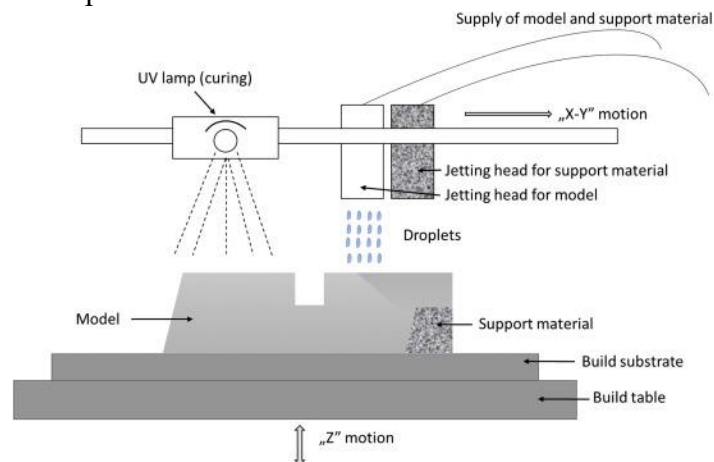 Supply of model and support material
UV lamp (curing)
„X-Y” motion
Jetting head for support material
Jetting head for model
Droplets
Model
Support material
Build substrate
Build table
„Z” motion